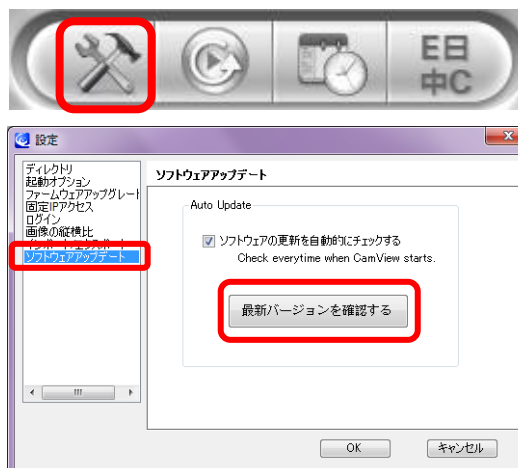 E日
中C
設定
ディレクトリ
起動オプション
ファームウェアアップグレート
固定IPアクセス
ログイン
画像の縦横比
ソフトウェアアップデート
ソフトウェアアップデート
Auto Update
ソフトウェアの更新を自動的にチェックする
Check everytime when CamView starts.
最新バージョンを確認する
OK
キャンセル